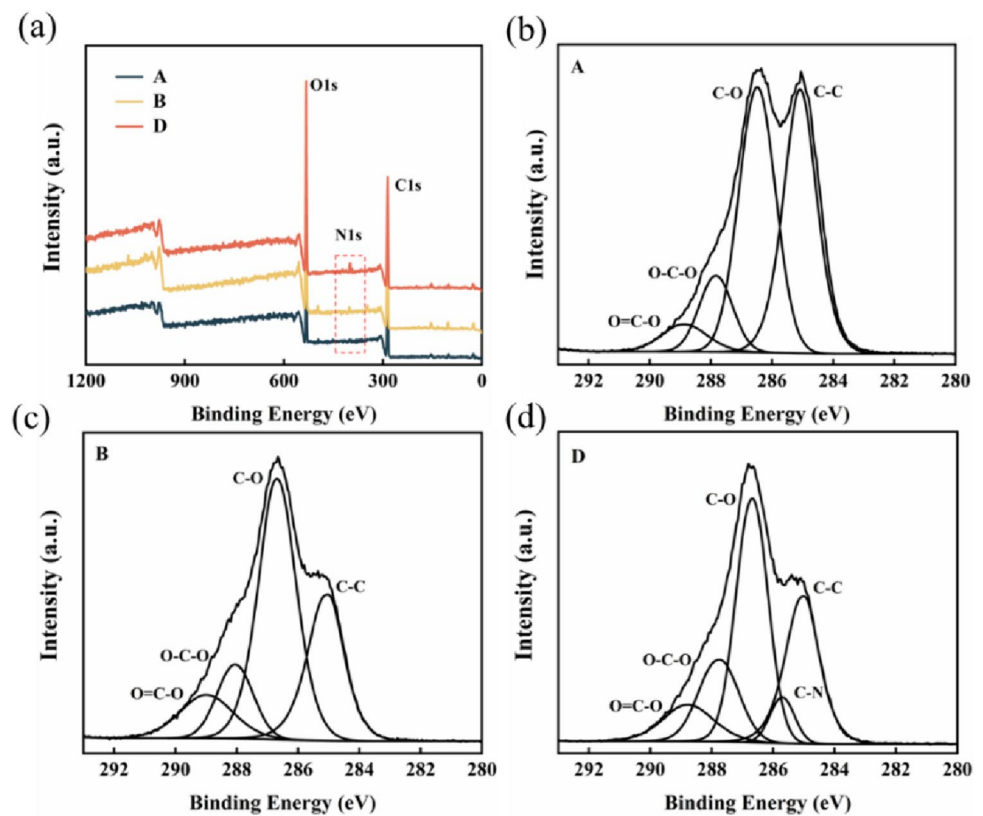 (a)
A
B
D
O1s
C1s
N1s
Intensity (a.u.)
1200 900 600 300 0
Binding Energy (eV)
(b)
A
C-O
C-C
O-C-O
O=C-O
Intensity (a.u.)
292 290 288 286 284 282 280
Binding Energy (eV)
(c)
B
C-O
C-C
O-C-O
O=C-O
Intensity (a.u.)
292 290 288 286 284 282 280
Binding Energy (eV)
(d)
D
C-O
C-C
O-C-O
C-N
O=C-O
Intensity (a.u.)
292 290 288 286 284 282 280
Binding Energy (eV)